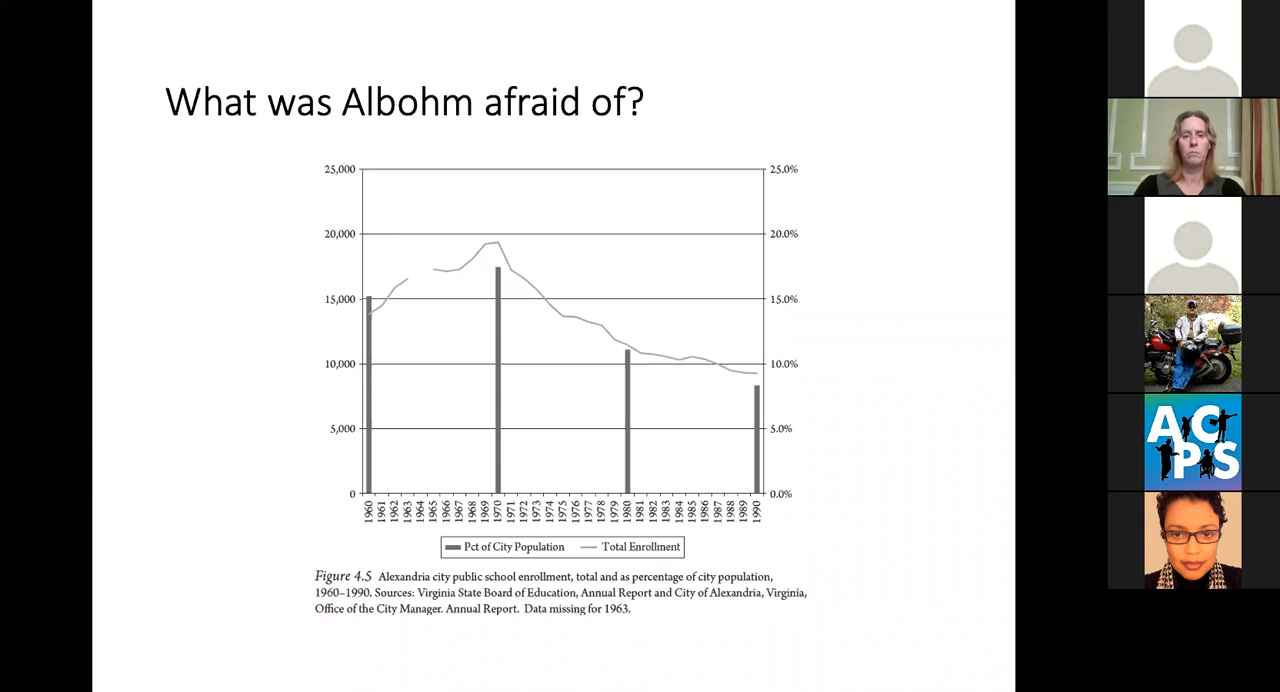 What was Albohm afraid of?
25,000
25.0%
20,000
20.0%
15,000
15.0%
10,000
10.0%
5,000
5.0%
0
0.0%
1960 1961 1962 1963 1964 1965 1966 1967 1968 1969 1970 1971 1972 1973 1974 1975 1976 1977 1978 1979 1980 1981 1982 1983 1984 1985 1986 1987 1988 1989 1990
Pct of City Population Total Enrollment
Figure 4.5 Alexandria city public school enrollment, total and as percentage of city population,
1960–1990. Sources: Virginia State Board of Education, Annual Report and City of Alexandria, Virginia,
Office of the City Manager. Annual Report. Data missing for 1963.
AC
PS